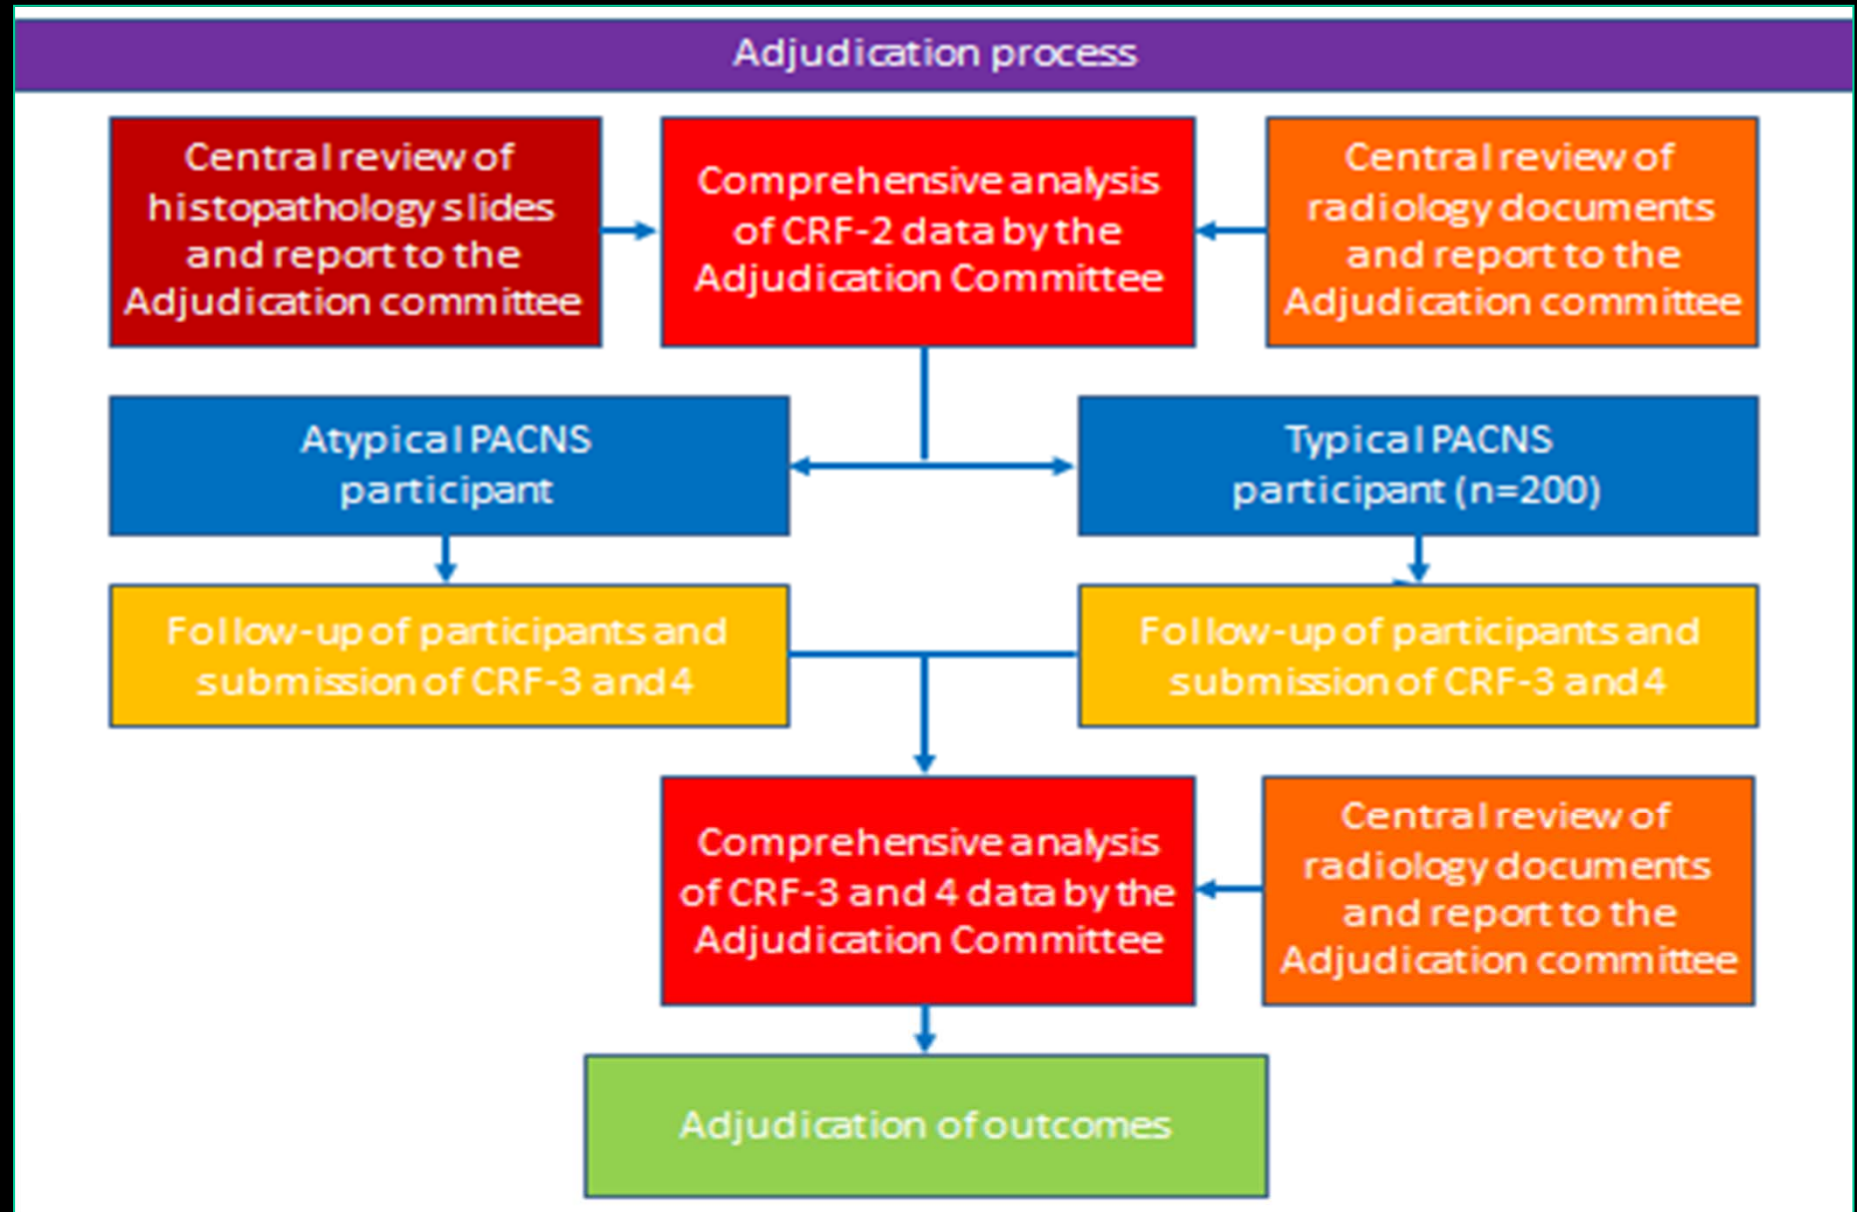 Adjudication process
Central review of
histopathology slides
and report to the
Adjudication committee
Comprehensive analysis
of CRF-2 data by the
Adjudication Committee
Central review of
radiology documents
and report to the
Adjudication committee
Atypical PACNS
participant
Typical PACNS
participant (n=200)
Follow-up of participants and
submission of CRF-3 and 4
Follow-up of participants and
submission of CRF-3 and 4
Comprehensive analysis
of CRF-3 and 4 data by the
Adjudication Committee
Central review of
radiology documents
and report to the
Adjudication committee
Adjudication of outcomes